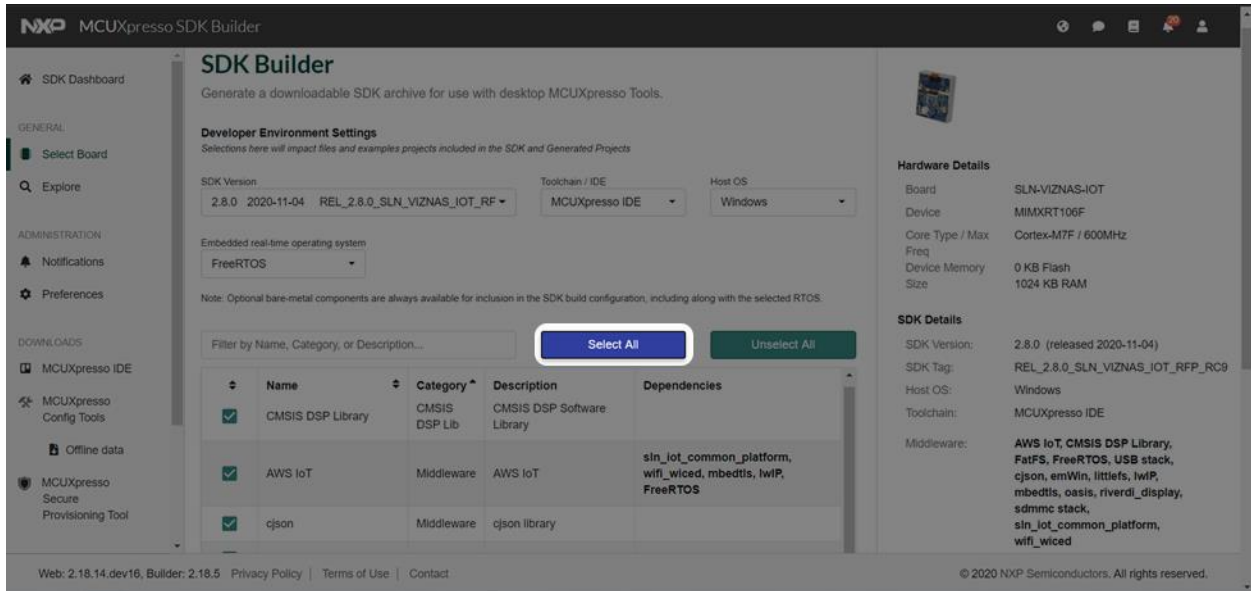 NXP MCUXpresso SDK Builder
20
SDK Dashboard
GENERAL
Select Board
Explore
ADMINISTRATION
Notifications
Preferences
DOWNLOADS
MCUXpresso IDE
MCUXpresso
Config Tools
Offline data
MCUXpresso
Secure
Provisioning Tool
SDK Builder
Generate a downloadable SDK archive for use with desktop MCUXpresso Tools.
Developer Environment Settings
Selections here will impact files and examples projects included in the SDK and Generated Projects
SDK Version Toolchain / IDE Host OS
2.8.0 2020-11-04 REL_2.8.0_SLN_VIZNAS_IOT_RF MCUXpresso IDE Windows
Embedded real-time operating system
FreeRTOS
Note: Optional bare-metal components are always available for inclusion in the SDK build configuration, including along with the selected RTOS.
Filter by Name, Category, or Description... Select All Unselect All
Name Category Description Dependencies
CMSIS DSP Library CMSIS DSP Lib CMSIS DSP Software Library
AWS IoT Middleware AWS IoT sln_iot_common_platform, wifi_wiced, mbedtls, lwIP, FreeRTOS
cjson Middleware cjson library
Hardware Details
Board SLN-VIZNAS-IOT
Device MIMXRT106F
Core Type / Max Freq Cortex-M7F / 600MHz
Device Memory Size 0 KB Flash 1024 KB RAM
SDK Details
SDK Version: 2.8.0 (released 2020-11-04)
SDK Tag: REL_2.8.0_SLN_VIZNAS_IOT_RFP_RC9
Host OS: Windows
Toolchain: MCUXpresso IDE
Middleware: AWS IoT, CMSIS DSP Library,
FatFS, FreeRTOS, USB stack,
cjson, emWin, littlefs, lwIP,
mbedtls, oasis, riverdi_display,
sdmmc stack,
sln_iot_common_platform,
wifi_wiced
Web: 2.18.14.dev16, Builder: 2.18.5 Privacy Policy | Terms of Use | Contact © 2020 NXP Semiconductors. All rights reserved.